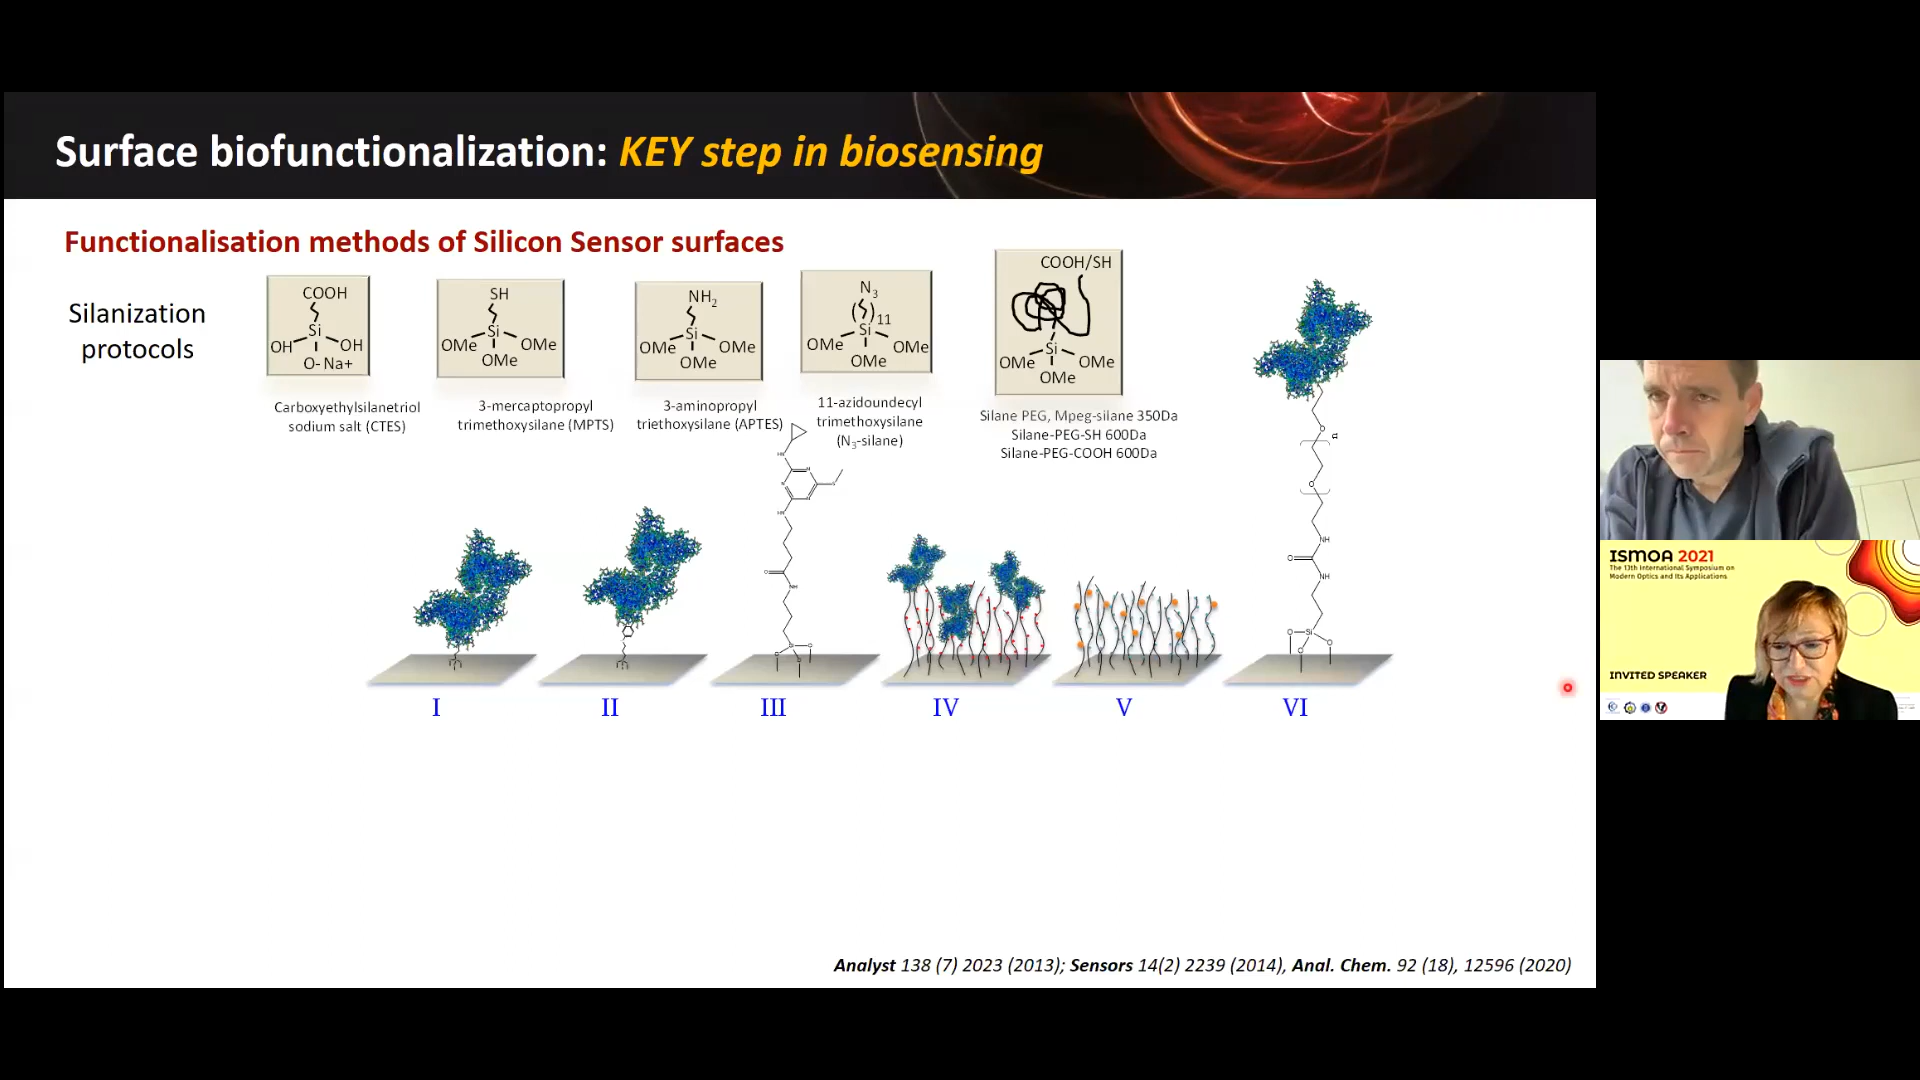 Surface biofunctionalization: KEY step in biosensing
Functionalisation methods of Silicon Sensor surfaces
Silanization
protocols
COOH
Si
OH
OH
O- Na+
Carboxyethylsilanetriol
sodium salt (CTES)
SH
Si
OMe
OMe
OMe
3-mercaptopropyl
trimethoxysilane (MPTS)
NH2
Si
OMe
OMe
OMe
3-aminopropyl
triethoxysilane (APTES)
N3
( )11
Si
OMe
OMe
OMe
11-azidoundecyl
trimethoxysilane
(N3-silane)
COOH/SH
Si
OMe
OMe
OMe
Silane PEG, Mpeg-silane 350Da
Silane-PEG-SH 600Da
Silane-PEG-COOH 600Da
O
O
NH
O
NH
O Si O
O
I
II
III
IV
V
VI
Analyst 138 (7) 2023 (2013); Sensors 14(2) 2239 (2014), Anal. Chem. 92 (18), 12596 (2020)
ISMOA 2021
The 13th International Symposium on
Modern Optics and Its Applications
INVITED SPEAKER